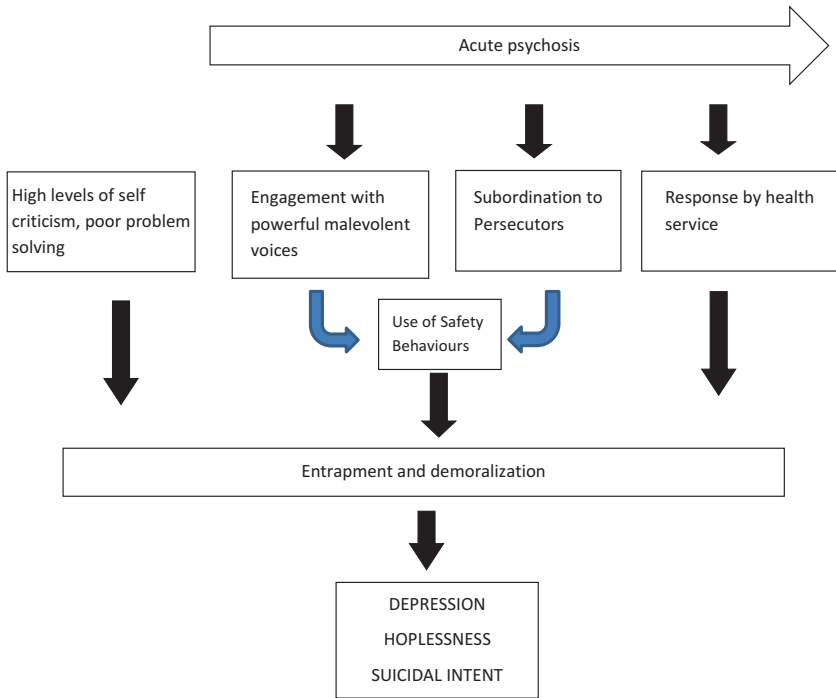 Acute psychosis
High levels of self
criticism, poor problem
solving
Engagement with
powerful malevolent
voices
Subordination to
Persecutors
Response by health
service
Use of Safety
Behaviours
Entrapment and demoralization
DEPRESSION
HOPLESSNESS
SUICIDAL INTENT